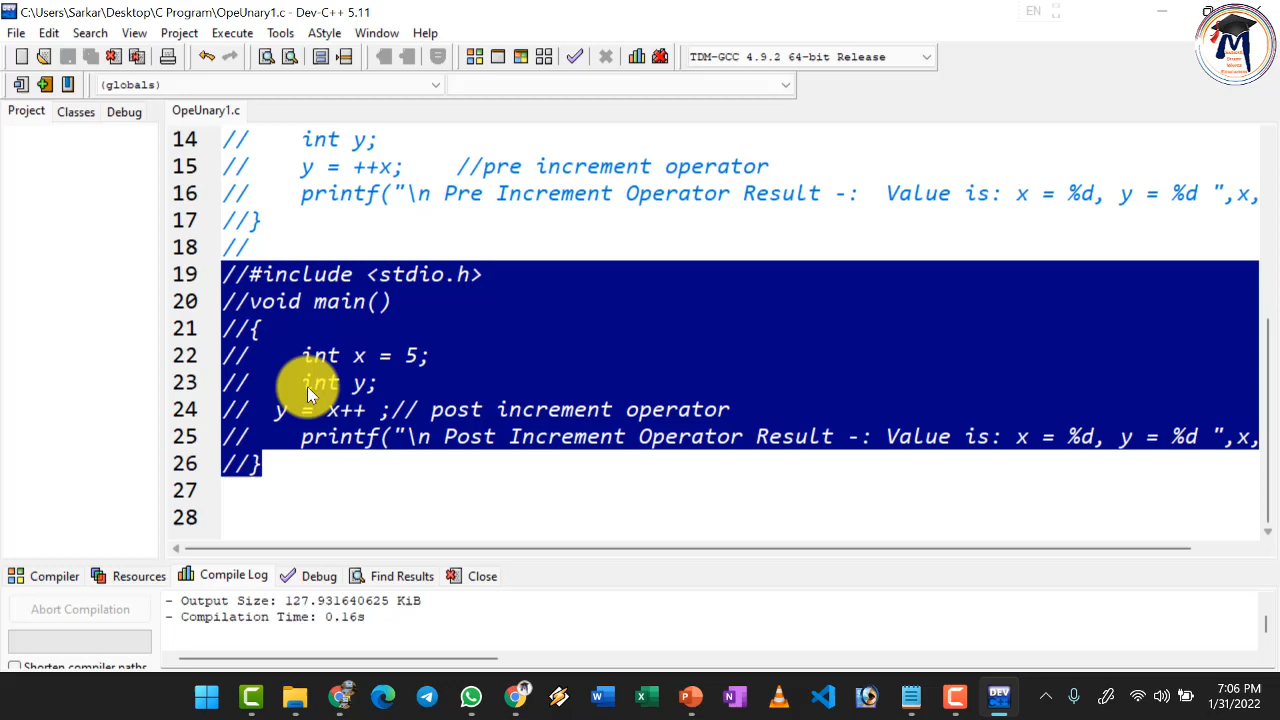 C:\Users\Sarkar\Desktop\C Program\OpeUnary1.c - Dev-C++ 5.11
EN
File Edit Search View Project Execute Tools AStyle Window Help
TDM-GCC 4.9.2 64-bit Release
(globals)
Project Classes Debug
OpeUnary1.c
14 // int y;
15 // y = ++x; //pre increment operator
16 // printf("\n Pre Increment Operator Result -: Value is: x = %d, y = %d ",x,
17 //}
18 //
19 //#include <stdio.h>
20 //void main()
21 //{
22 // int x = 5;
23 // int y;
24 // y = x++ ;// post increment operator
25 // printf("\n Post Increment Operator Result -: Value is: x = %d, y = %d ",x,
26 //}
27
28
Compiler Resources Compile Log Debug Find Results Close
Abort Compilation
- Output Size: 127.931640625 KiB
- Compilation Time: 0.16s
Shorten compiler paths
DEV
7:06 PM
1/31/2022